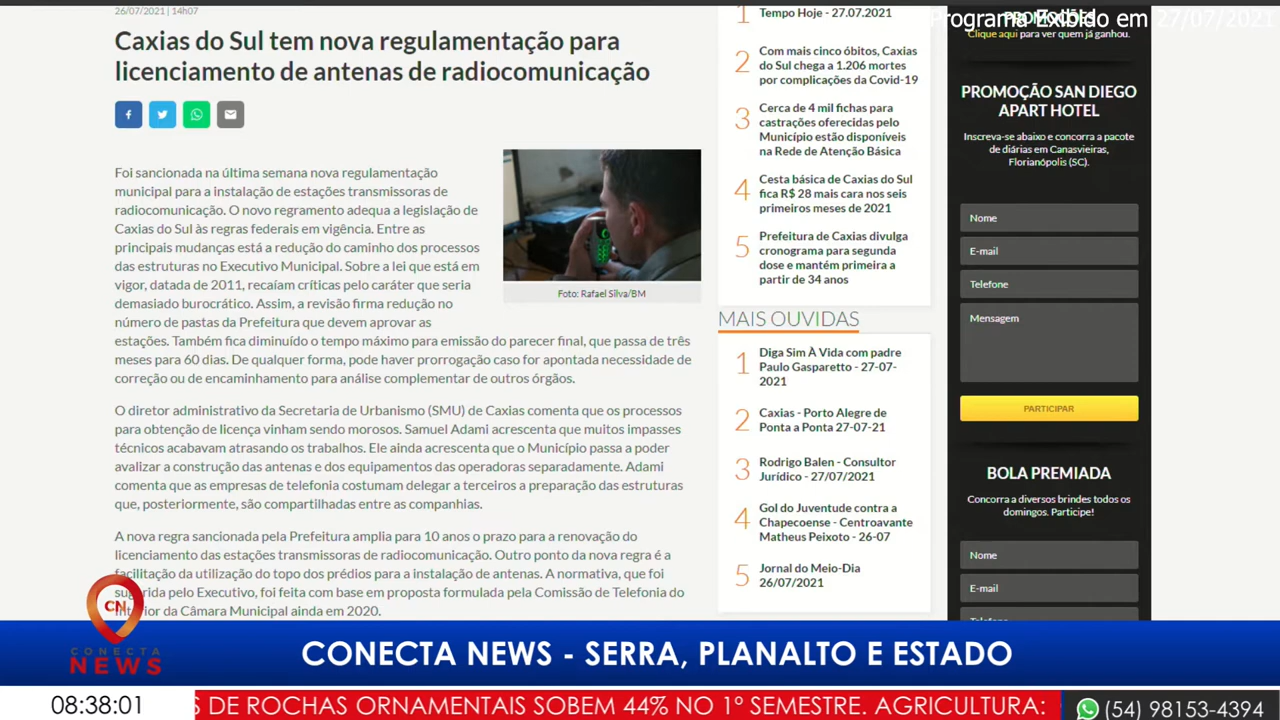 26/07/2021 | 14h07
Caxias do Sul tem nova regulamentação para
licenciamento de antenas de radiocomunicação
Foi sancionada na última semana nova regulamentação
municipal para a instalação de estações transmissoras de
radiocomunicação. O novo regramento adequa a legislação de
Caxias do Sul às regras federais em vigência. Entre as
principais mudanças está a redução do caminho dos processos
das estruturas no Executivo Municipal. Sobre a lei que está em
vigor, datada de 2011, recaíam críticas pelo caráter que seria
demasiado burocrático. Assim, a revisão firma redução no
número de pastas da Prefeitura que devem aprovar as
estações. Também fica diminuído o tempo máximo para emissão do parecer final, que passa de três
meses para 60 dias. De qualquer forma, pode haver prorrogação caso for apontada necessidade de
correção ou de encaminhamento para análise complementar de outros órgãos.
Foto: Rafael Silva/BM
O diretor administrativo da Secretaria de Urbanismo (SMU) de Caxias comenta que os processos
para obtenção de licença vinham sendo morosos. Samuel Adami acrescenta que muitos impasses
técnicos acabavam atrasando os trabalhos. Ele ainda acrescenta que o Município passa a poder
avalizar a construção das antenas e dos equipamentos das operadoras separadamente. Adami
comenta que as empresas de telefonia costumam delegar a terceiros a preparação das estruturas
que, posteriormente, são compartilhadas entre as companhias.
A nova regra sancionada pela Prefeitura amplia para 10 anos o prazo para a renovação do
licenciamento das estações transmissoras de radiocomunicação. Outro ponto da nova regra é a
facilitação da utilização do topo dos prédios para a instalação de antenas. A normativa, que foi
sugerida pelo Executivo, foi feita com base em proposta formulada pela Comissão de Telefonia do
Interior da Câmara Municipal ainda em 2020.
1 Tempo Hoje - 27.07.2021
2 Com mais cinco óbitos, Caxias
do Sul chega a 1.206 mortes
por complicações da Covid-19
3 Cerca de 4 mil fichas para
castrações oferecidas pelo
Município estão disponíveis
na Rede de Atenção Básica
4 Cesta básica de Caxias do Sul
fica R$ 28 mais cara nos seis
primeiros meses de 2021
5 Prefeitura de Caxias divulga
cronograma para segunda
dose e mantém primeira a
partir de 34 anos
MAIS OUVIDAS
1 Diga Sim À Vida com padre
Paulo Gasparetto - 27-07-
2021
2 Caxias - Porto Alegre de
Ponta a Ponta 27-07-21
3 Rodrigo Balen - Consultor
Jurídico - 27/07/2021
4 Gol do Juventude contra a
Chapecoense - Centroavante
Matheus Peixoto - 26-07
5 Jornal do Meio-Dia
26/07/2021
Programa Exibido em 27/07/2021
PROMOÇÕES
Clique aqui para ver quem já ganhou.
PROMOÇÃO SAN DIEGO
APART HOTEL
Inscreva-se abaixo e concorra a pacote
de diárias em Canasvieiras,
Florianópolis (SC).
Nome
E-mail
Telefone
Mensagem
PARTICIPAR
BOLA PREMIADA
Concorra a diversos brindes todos os
domingos. Participe!
Nome
E-mail
CN
CONECTA
NEWS
CONECTA NEWS - SERRA, PLANALTO E ESTADO
08:38:01
S DE ROCHAS ORNAMENTAIS SOBEM 44% NO 1º SEMESTRE. AGRICULTURA:
(54) 98153-4394